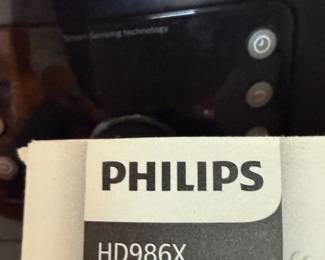 Smart Sensing technology
PHILIPS
HD986X